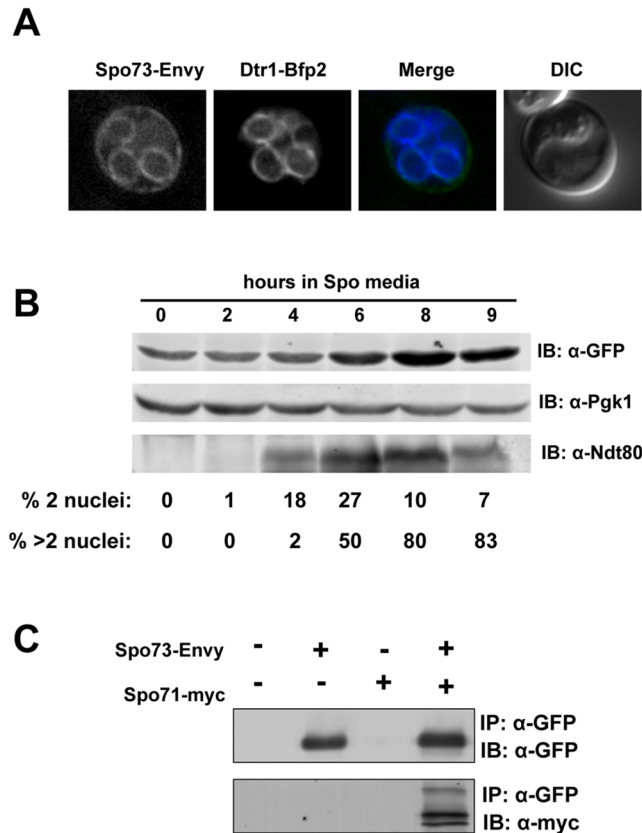 A
Spo73-Envy Dtr1-Bfp2 Merge DIC
B
hours in Spo media
0 2 4 6 8 9
IB: α-GFP
IB: α-Pgk1
IB: α-Ndt80
% 2 nuclei: 0 1 18 27 10 7
% >2 nuclei: 0 0 2 50 80 83
C
Spo73-Envy - + - +
Spo71-myc - - + +
IP: α-GFP
IB: α-GFP
IP: α-GFP
IB: α-myc